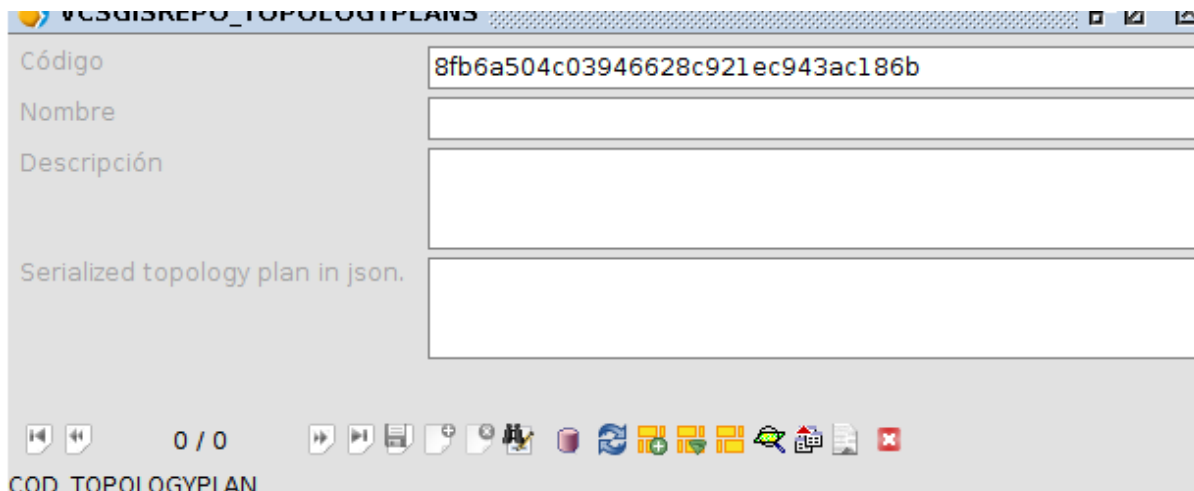 VCSGISREPO_TOPOLOGYPLANS
Código
8fb6a504c03946628c921ec943ac186b
Nombre
Descripción
Serialized topology plan in json.
0 / 0
COD_TOPOLOGYPLAN